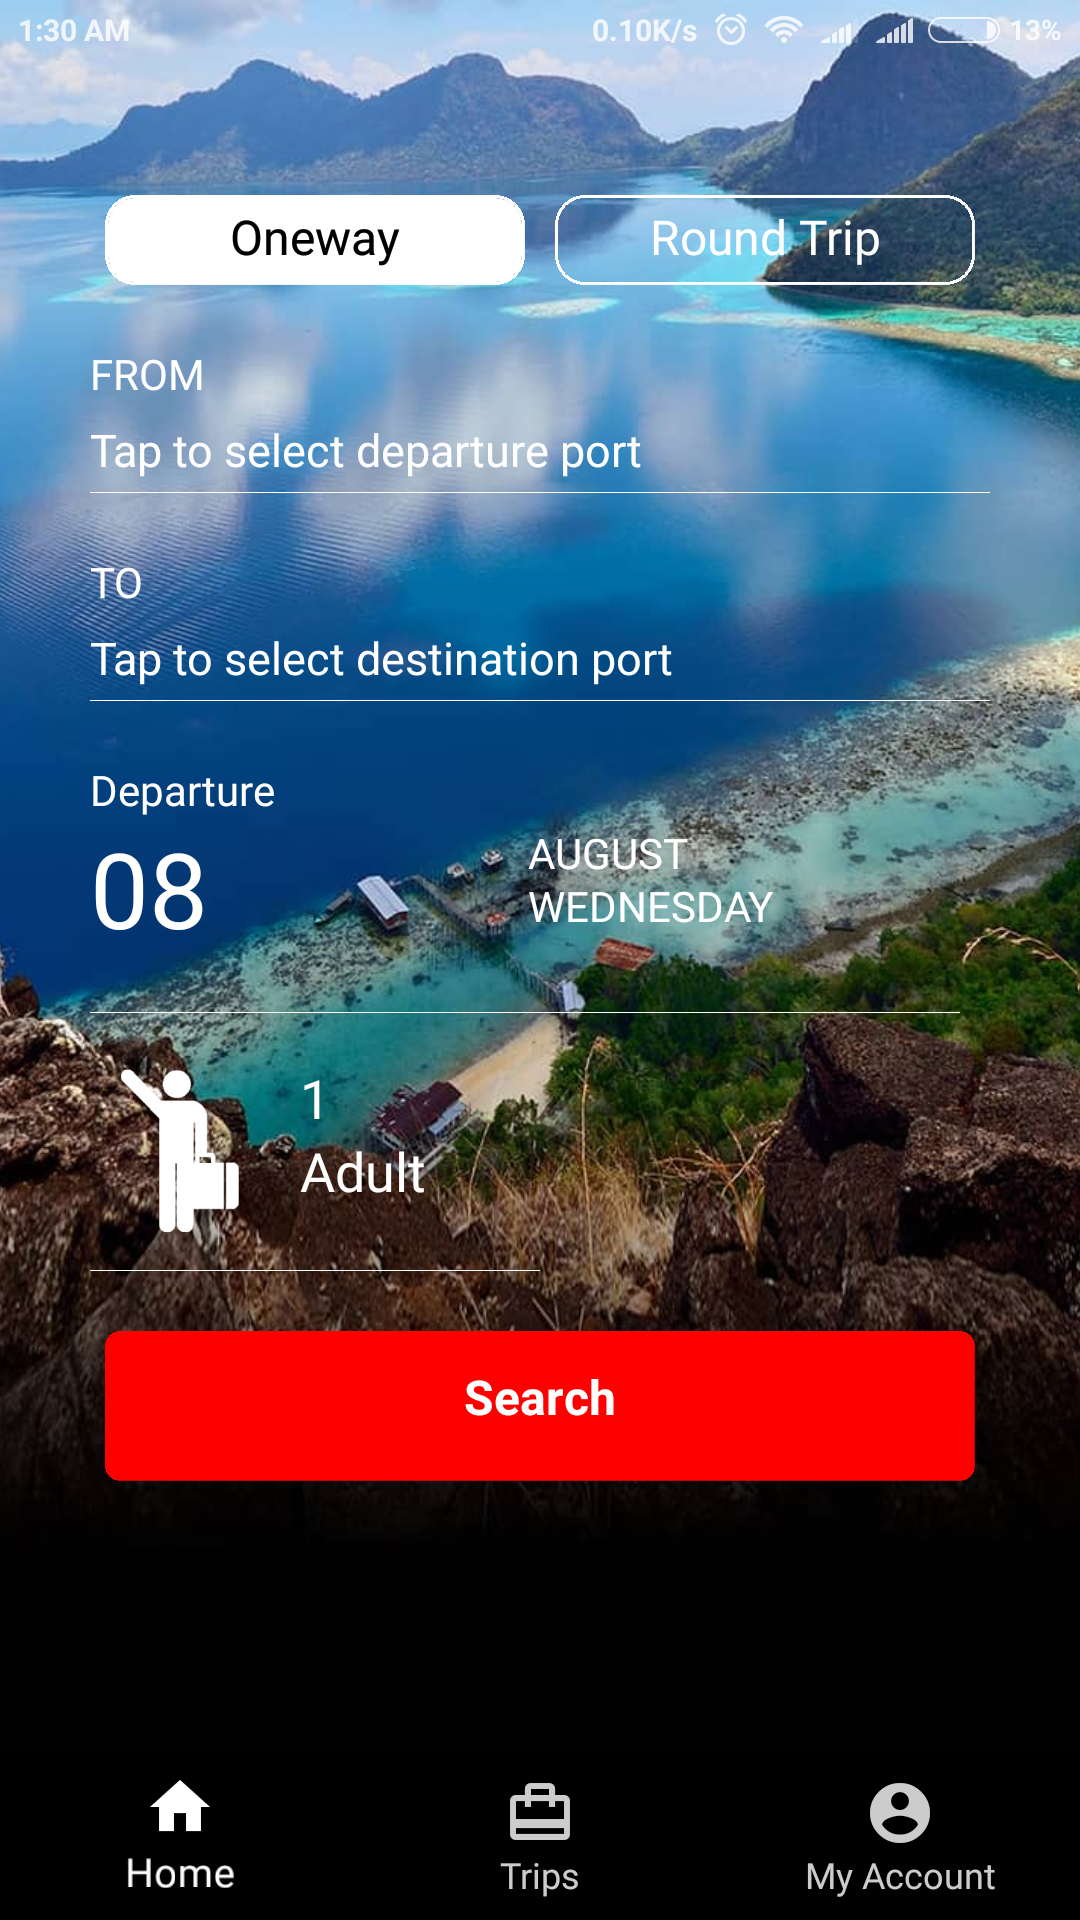 1:30 AM 0.10K/s 13%
Oneway Round Trip
FROM
Tap to select departure port
TO
Tap to select destination port
Departure
08
AUGUST
WEDNESDAY
1
Adult
Search
Home Trips My Account